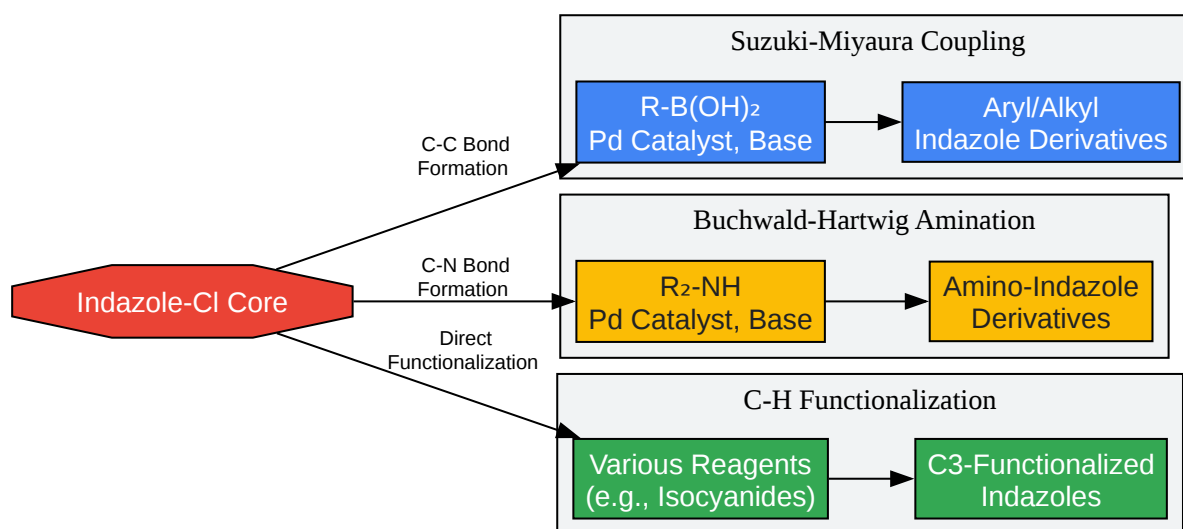 Suzuki-Miyaura Coupling
R-B(OH)₂
Pd Catalyst, Base
Aryl/Alkyl
Indazole Derivatives
C-C Bond
Formation
Buchwald-Hartwig Amination
Indazole-Cl Core
C-N Bond
Formation
R₂-NH
Pd Catalyst, Base
Amino-Indazole
Derivatives
Direct
Functionalization
C-H Functionalization
Various Reagents
(e.g., Isocyanides)
C3-Functionalized
Indazoles